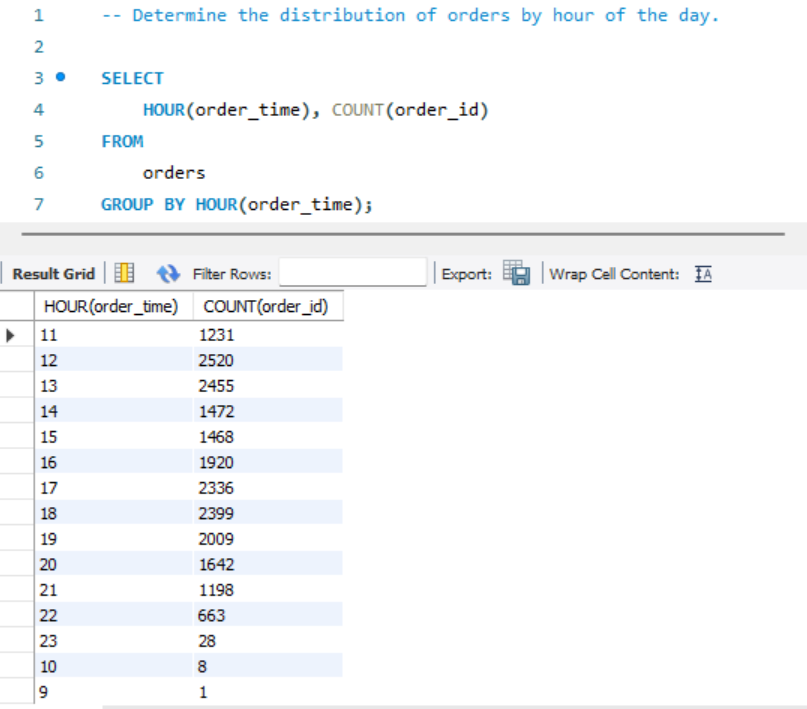 1 -- Determine the distribution of orders by hour of the day.
2
3 SELECT
4 HOUR(order_time), COUNT(order_id)
5 FROM
6 orders
7 GROUP BY HOUR(order_time);
Result Grid Filter Rows: Export: Wrap Cell Content: IA
HOUR(order_time) COUNT(order_id)
11 1231
12 2520
13 2455
14 1472
15 1468
16 1920
17 2336
18 2399
19 2009
20 1642
21 1198
22 663
23 28
10 8
9 1